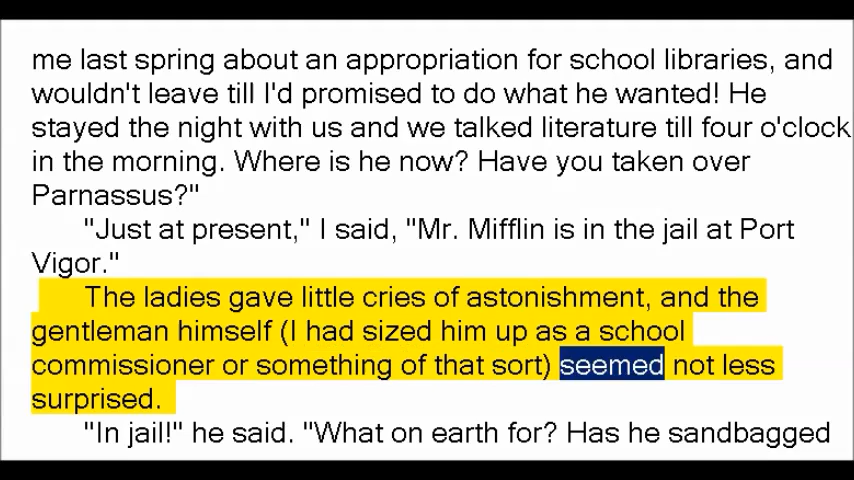 me last spring about an appropriation for school libraries, and
wouldn't leave till I'd promised to do what he wanted! He
stayed the night with us and we talked literature till four o'clock
in the morning. Where is he now? Have you taken over
Parnassus?"
"Just at present," I said, "Mr. Mifflin is in the jail at Port
Vigor."
The ladies gave little cries of astonishment, and the
gentleman himself (I had sized him up as a school
commissioner or something of that sort) seemed not less
surprised.
"In jail!" he said. "What on earth for? Has he sandbagged